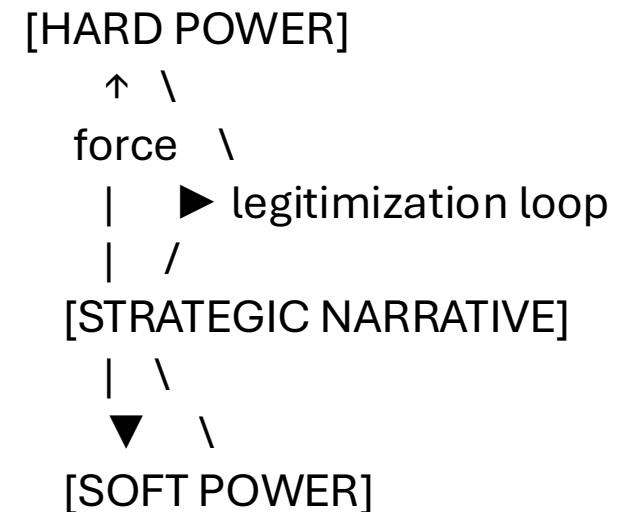 [HARD POWER]
↑ \
force \
| ► legitimization loop
| /
[STRATEGIC NARRATIVE]
| \
▼ \
[SOFT POWER]